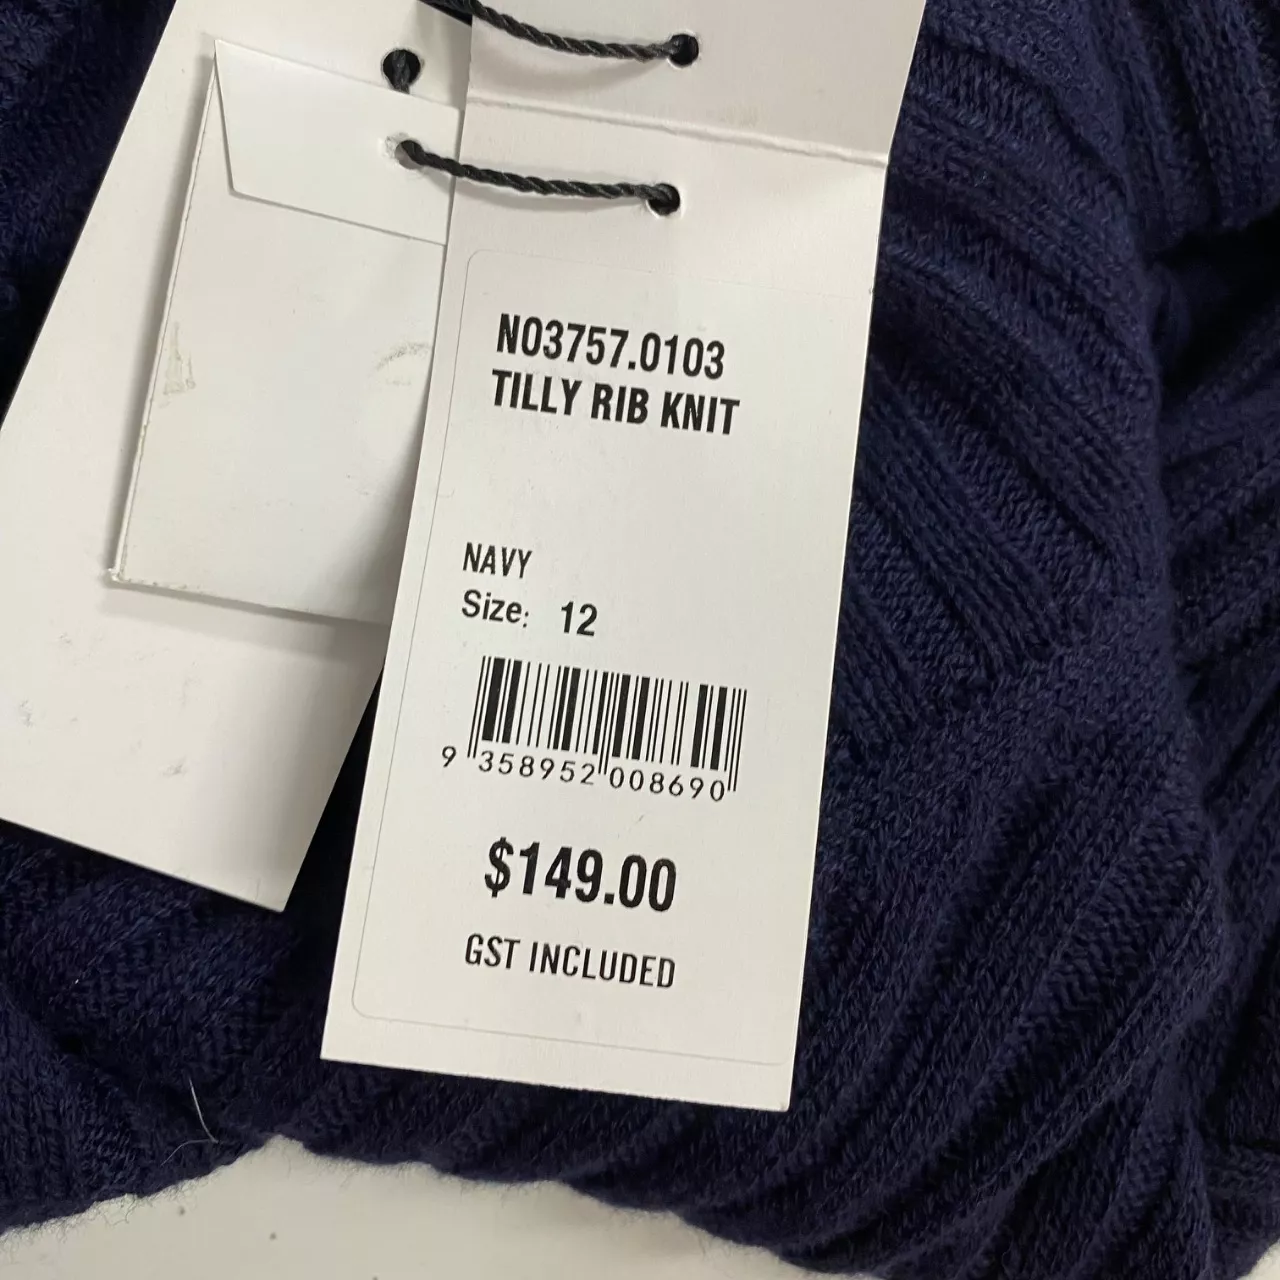 N03757.0103
TILLY RIB KNIT
NAVY
Size: 12
9 358952 008690
$149.00
GST INCLUDED